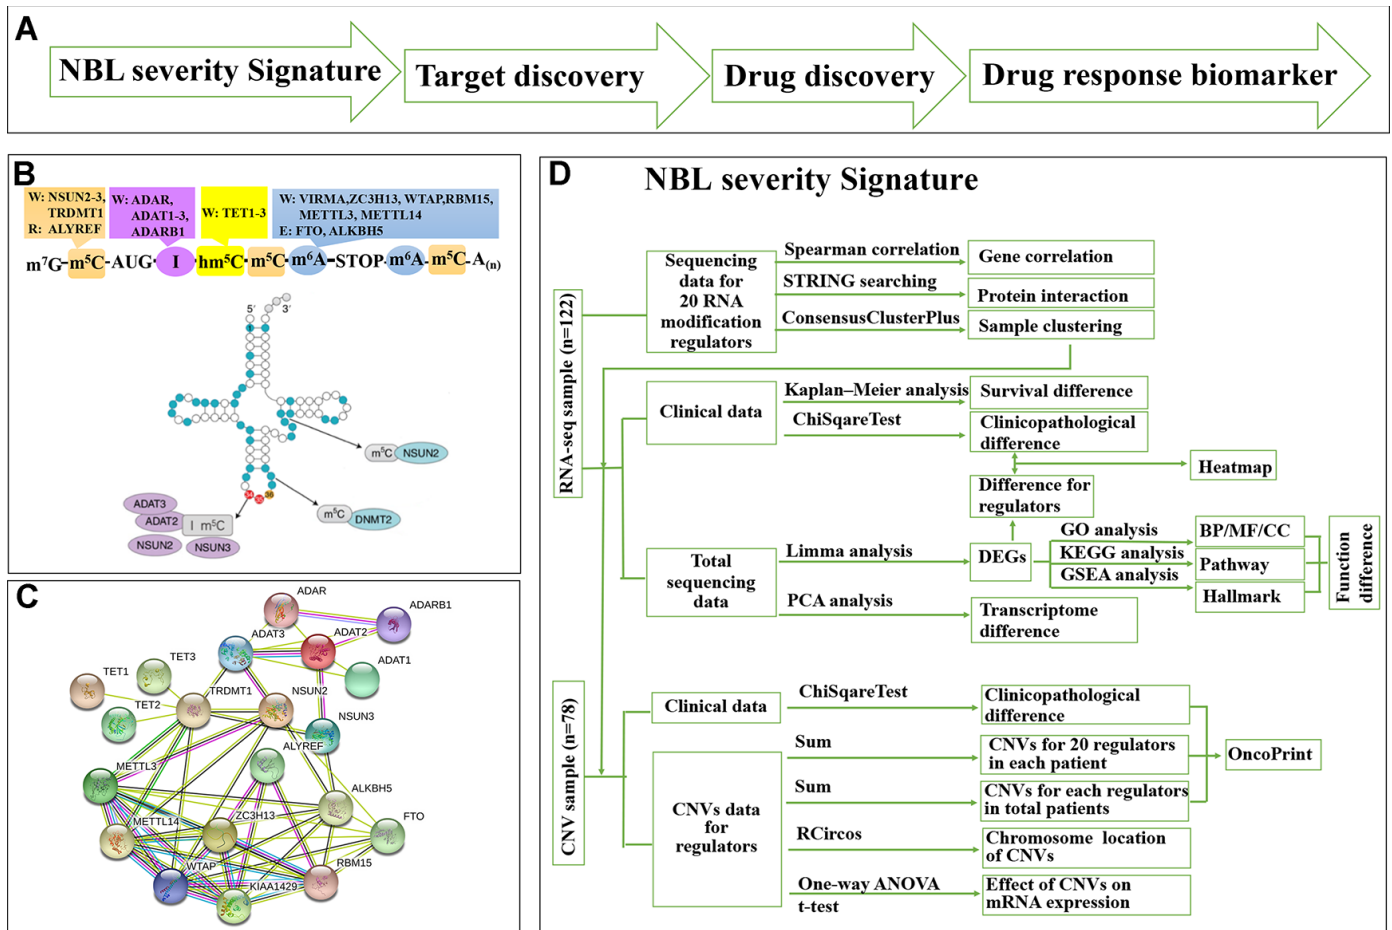 A
NBL severity Signature
Target discovery
Drug discovery
Drug response biomarker
B
W: NSUN2-3,
TRDMT1
R: ALYREF
W: ADAR,
ADAT1-3,
ADARB1
W: TET1-3
W: VIRMA,ZC3H13, WTAP,RBM15,
METTL3, METTL14
E: FTO, ALKBH5
m⁷G-m⁵C-AUG-I-hm⁵C-m⁵C-m⁶A-STOP-m⁶A-m⁵C-A(n)
5′
3′
1
m⁵C NSUN2
34
35
36
m⁵C
DNMT2
ADAT3
ADAT2
I m⁵C
NSUN2
NSUN3
C
ADAR
ADARB1
ADAT3
ADAT2
ADAT1
TET3
TET1
TRDMT1
NSUN2
TET2
NSUN3
ALYREF
METTL3
ALKBH5
ZC3H13
FTO
METTL14
RBM15
WTAP
KIAA1429
D
NBL severity Signature
RNA-seq sample (n=122)
Sequencing
data for
20 RNA
modification
regulators
Spearman correlation
Gene correlation
STRING searching
Protein interaction
ConsensusClusterPlus
Sample clustering
Clinical data
Kaplan–Meier analysis
Survival difference
ChiSqareTest
Clinicopathological
difference
Heatmap
Difference for
regulators
Total
sequencing
data
Limma analysis
DEGs
GO analysis
BP/MF/CC
KEGG analysis
Pathway
GSEA analysis
Hallmark
Function
difference
PCA analysis
Transcriptome
difference
CNV sample (n=78)
Clinical data
ChiSqareTest
Clinicopathological
difference
CNVs data
for
regulators
Sum
CNVs for 20 regulators
in each patient
Sum
CNVs for each regulators
in total patients
OncoPrint
RCircos
Chromosome location
of CNVs
One-way ANOVA
t-test
Effect of CNVs on
mRNA expression